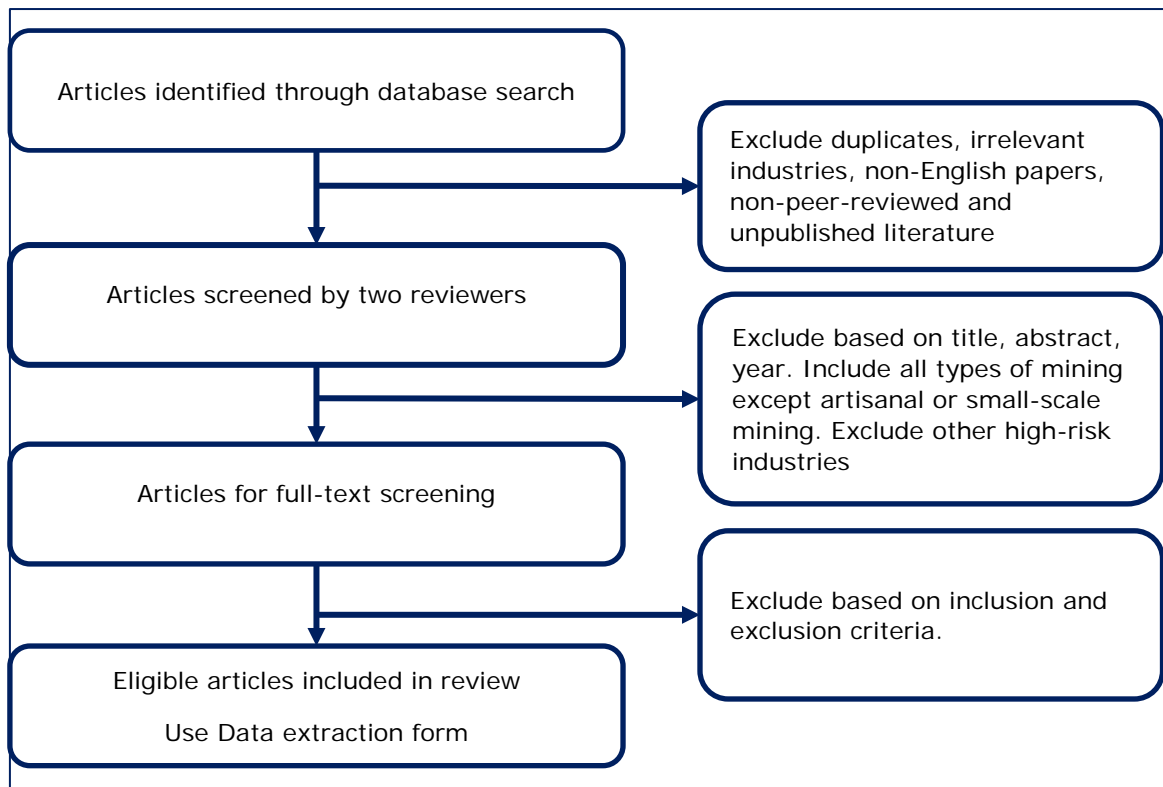 Articles identified through database search
Exclude duplicates, irrelevant
industries, non-English papers,
non-peer-reviewed and
unpublished literature
Articles screened by two reviewers
Exclude based on title, abstract,
year. Include all types of mining
except artisanal or small-scale
mining. Exclude other high-risk
industries
Articles for full-text screening
Exclude based on inclusion and
exclusion criteria.
Eligible articles included in review
Use Data extraction form